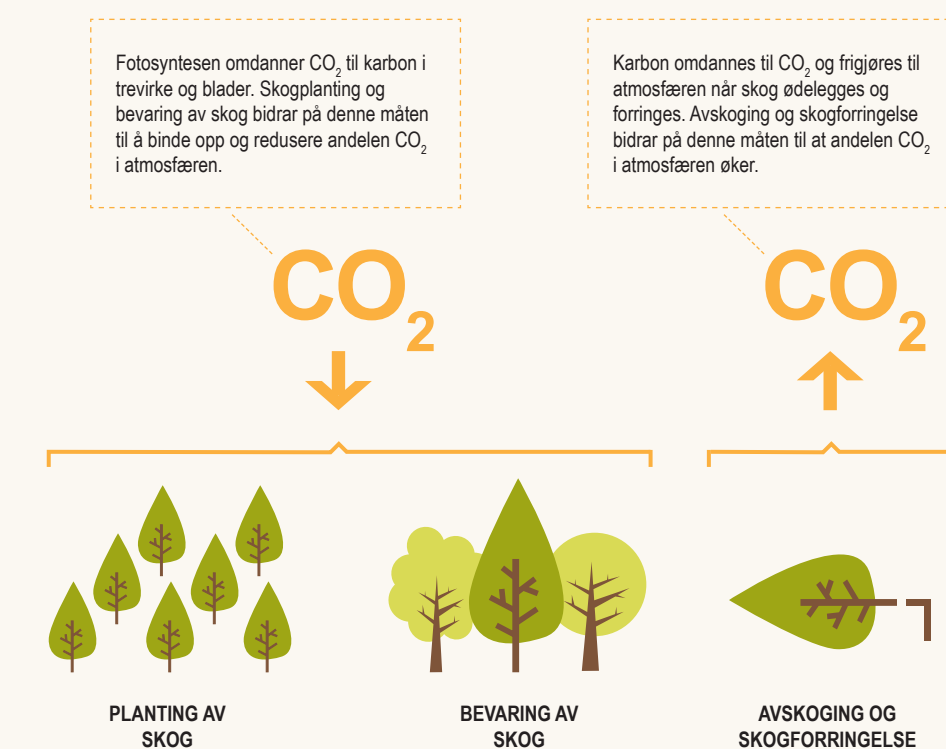 Fotosyntesen omdanner CO₂ til karbon i
trevirke og blader. Skogplanting og
bevaring av skog bidrar på denne måten
til å binde opp og redusere andelen CO₂
i atmosfæren.
Karbon omdannes til CO₂ og frigjøres til
atmosfæren når skog ødelegges og
forringes. Avskoging og skogforringelse
bidrar på denne måten til at andelen CO₂
i atmosfæren øker.
CO₂
CO₂
PLANTING AV
SKOG
BEVARING AV
SKOG
AVSKOGING OG
SKOGFORRINGELSE